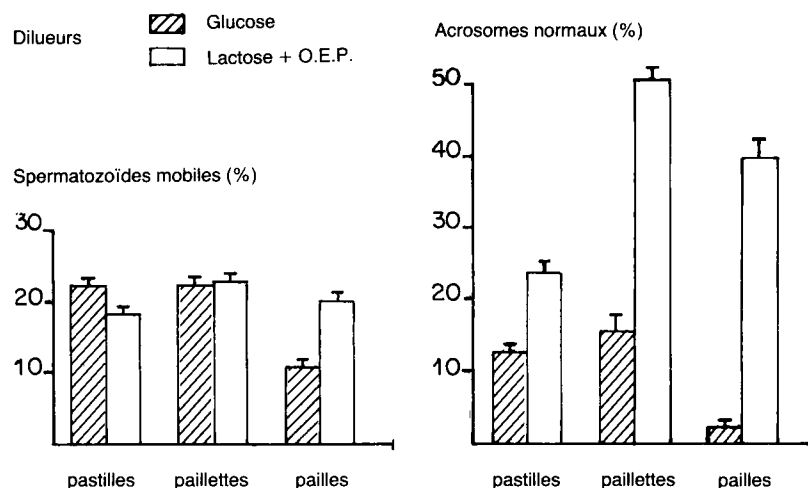 Dilueurs
Glucose
Lactose + O.E.P.
Spermatozoïdes mobiles (%)
30
20
10
pastilles paillettes pailles
Acrosomes normaux (%)
50
40
30
20
10
pastilles paillettes pailles